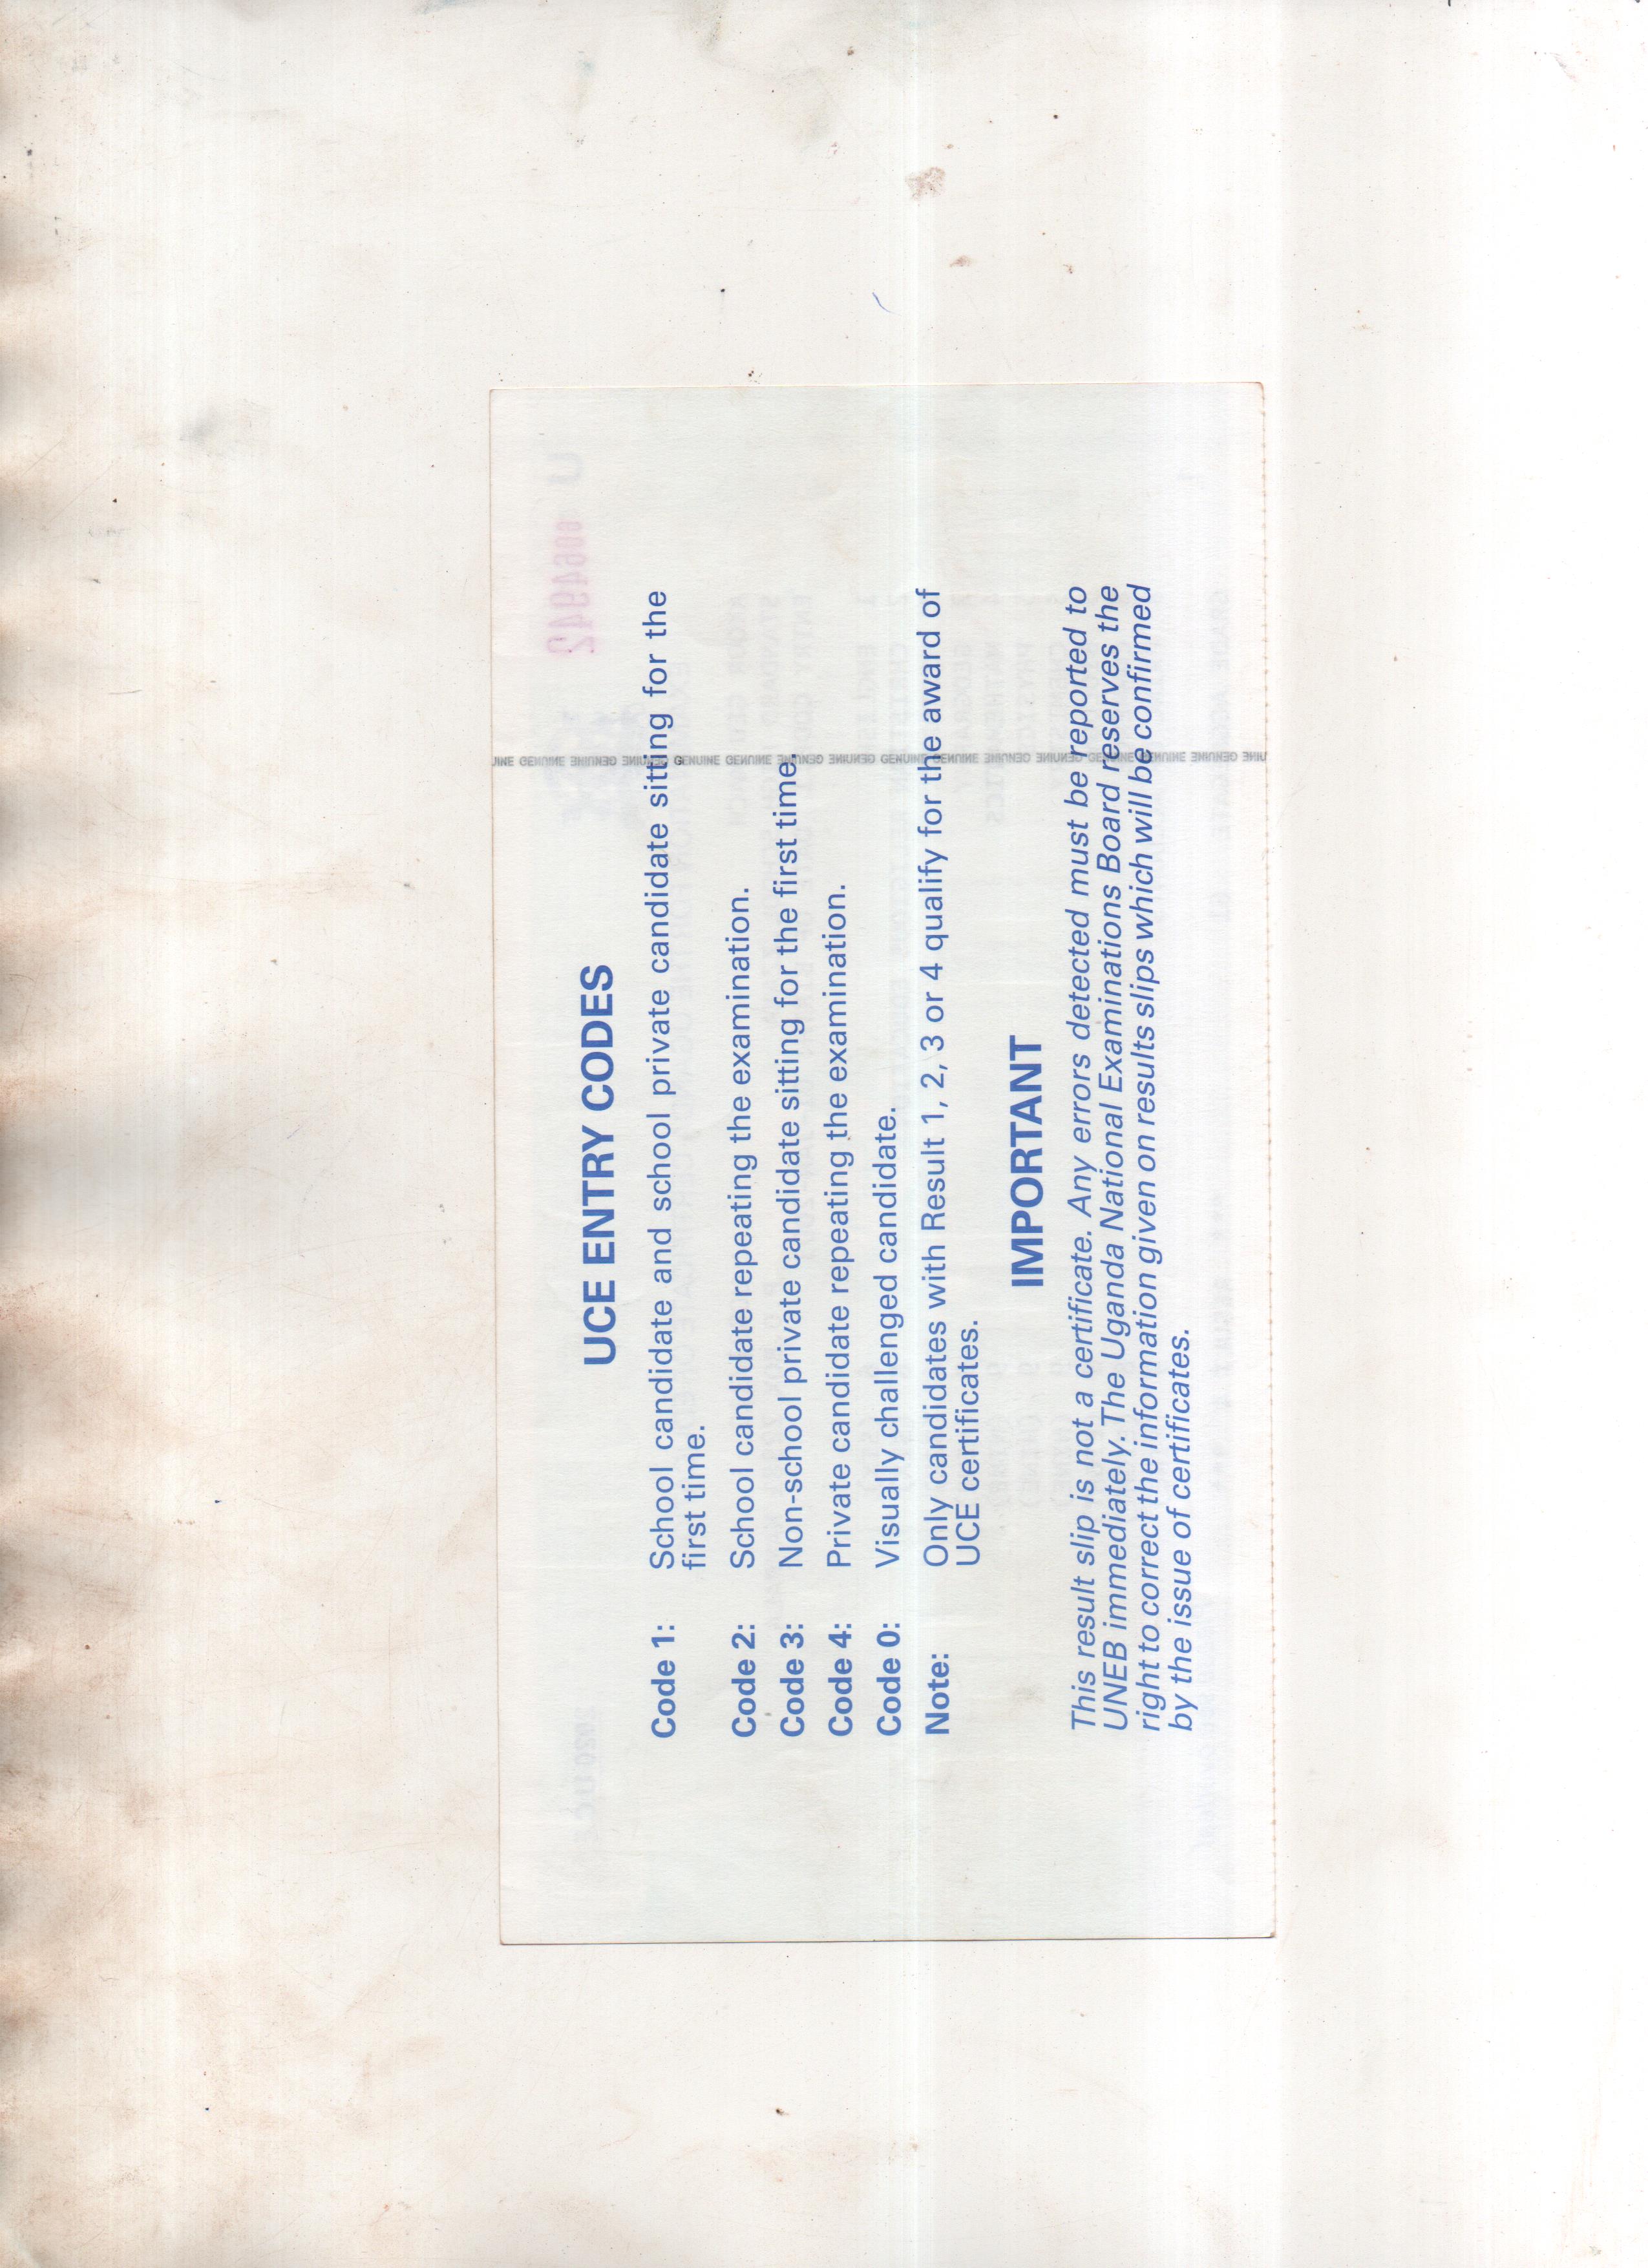 UCE ENTRY CODES
Code 1: School candidate and school private candidate sitting for the
first time.
Code 2: School candidate repeating the examination.
Code 3: Non-school private candidate sitting for the first time.
Code 4: Private candidate repeating the examination.
Code 0: Visually challenged candidate.
Note: Only candidates with Result 1, 2, 3 or 4 qualify for the award of
UCE certificates.
IMPORTANT
This result slip is not a certificate. Any errors detected must be reported to
UNEB immediately. The Uganda National Examinations Board reserves the
right to correct the information given on results slips which will be confirmed
by the issue of certificates.
GENUINE GENUINE GENUINE GENUINE GENUINE GENUINE GENUINE GENUINE GENUINE GENUINE GENUINE GENUINE GENUINE